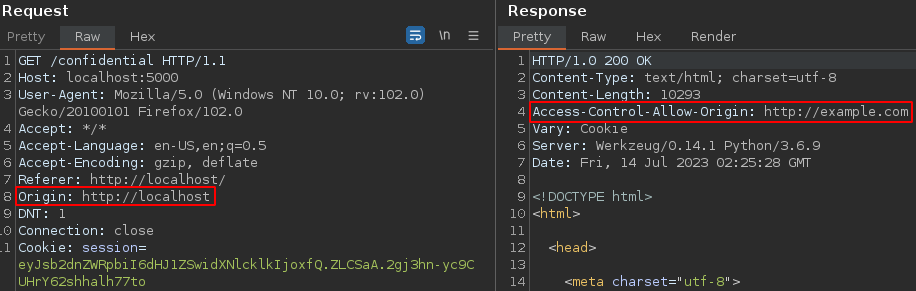 Request
Pretty Raw Hex \n
1 GET /confidential HTTP/1.1
2 Host: localhost:5000
3 User-Agent: Mozilla/5.0 (Windows NT 10.0; rv:102.0)
Gecko/20100101 Firefox/102.0
4 Accept: */*
5 Accept-Language: en-US,en;q=0.5
6 Accept-Encoding: gzip, deflate
7 Referer: http://localhost/
8 Origin: http://localhost
9 DNT: 1
10 Connection: close
11 Cookie: session=
eyJsb2dnZWRpbiI6dHJ1ZSwidXNlcklkIjoxfQ.ZLCSaA.2gj3hn-yc9C
UHrY62shhalh77to
Response
Pretty Raw Hex Render
1 HTTP/1.0 200 OK
2 Content-Type: text/html; charset=utf-8
3 Content-Length: 10293
4 Access-Control-Allow-Origin: http://example.com
5 Vary: Cookie
6 Server: Werkzeug/0.14.1 Python/3.6.9
7 Date: Fri, 14 Jul 2023 02:25:28 GMT
8
9 <!DOCTYPE html>
10 <html>
11
12 <head>
13
14 <meta charset="utf-8">